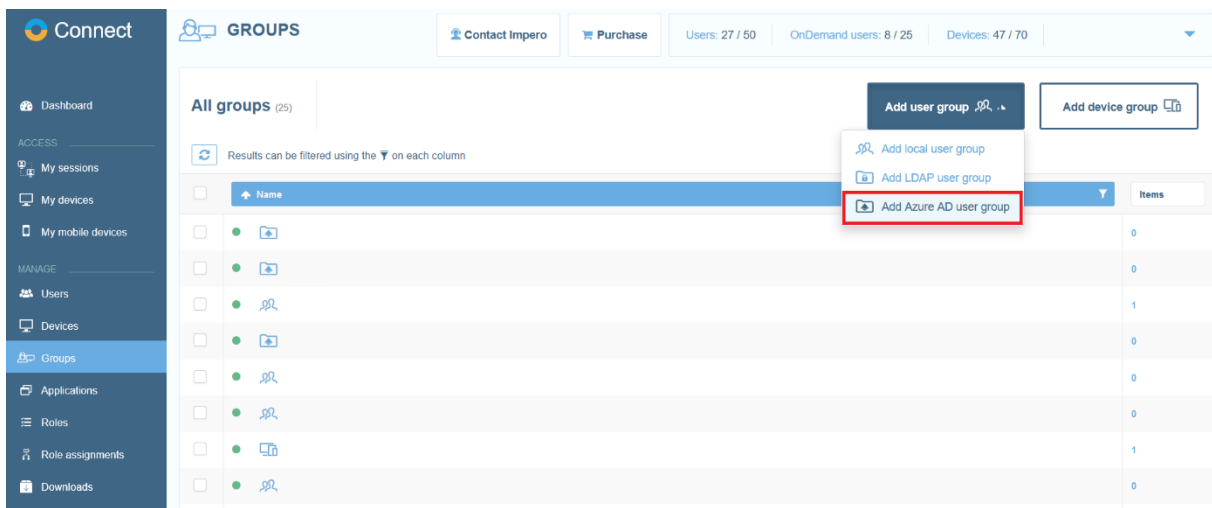 Connect
GROUPS
Contact Impero
Purchase
Users: 27 / 50
OnDemand users: 8 / 25
Devices: 47 / 70
Dashboard
ACCESS
My sessions
My devices
My mobile devices
MANAGE
Users
Devices
Groups
Applications
Roles
Role assignments
Downloads
All groups (25)
Add user group
Add device group
Add local user group
Add LDAP user group
Add Azure AD user group
Results can be filtered using the on each column
Name
Items
0
0
1
0
0
0
1
0